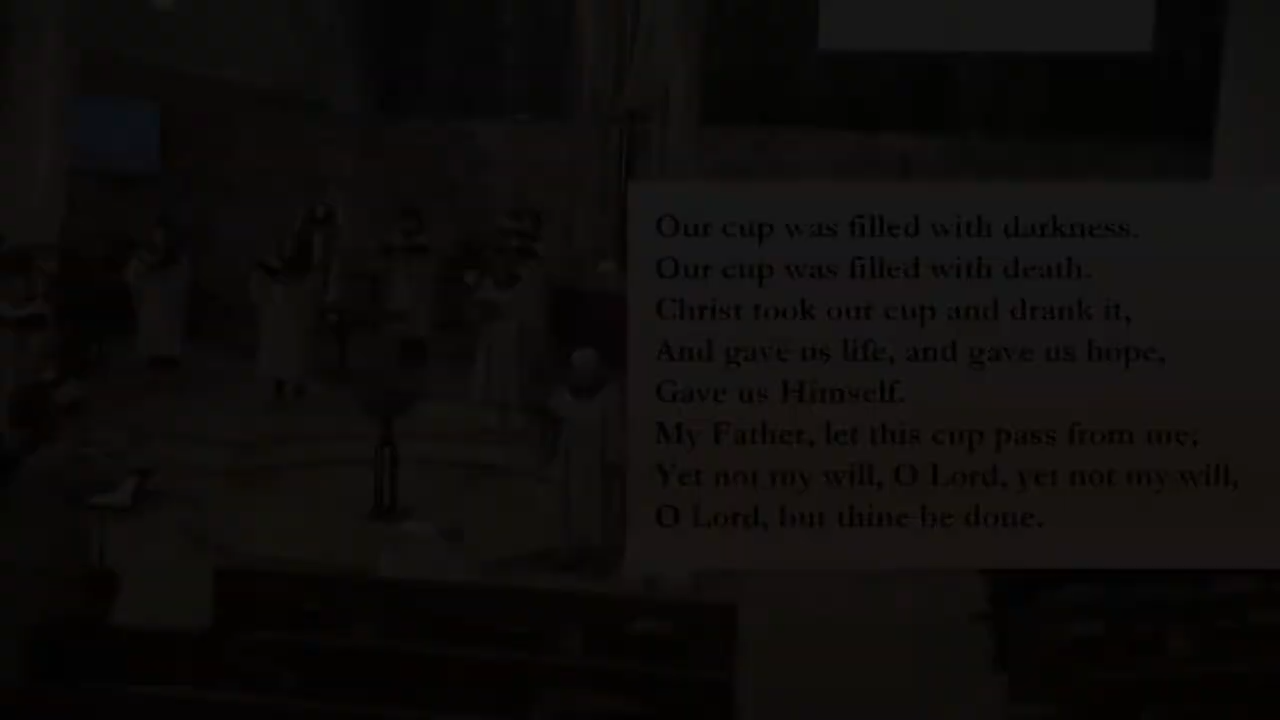 Our cup was filled with darkness.
Our cup was filled with death.
Christ took our cup and drank it,
And gave us life, and gave us hope,
Gave us Himself.
My Father, let this cup pass from me;
Yet not my will, O Lord, yet not my will,
O Lord, but thine be done.